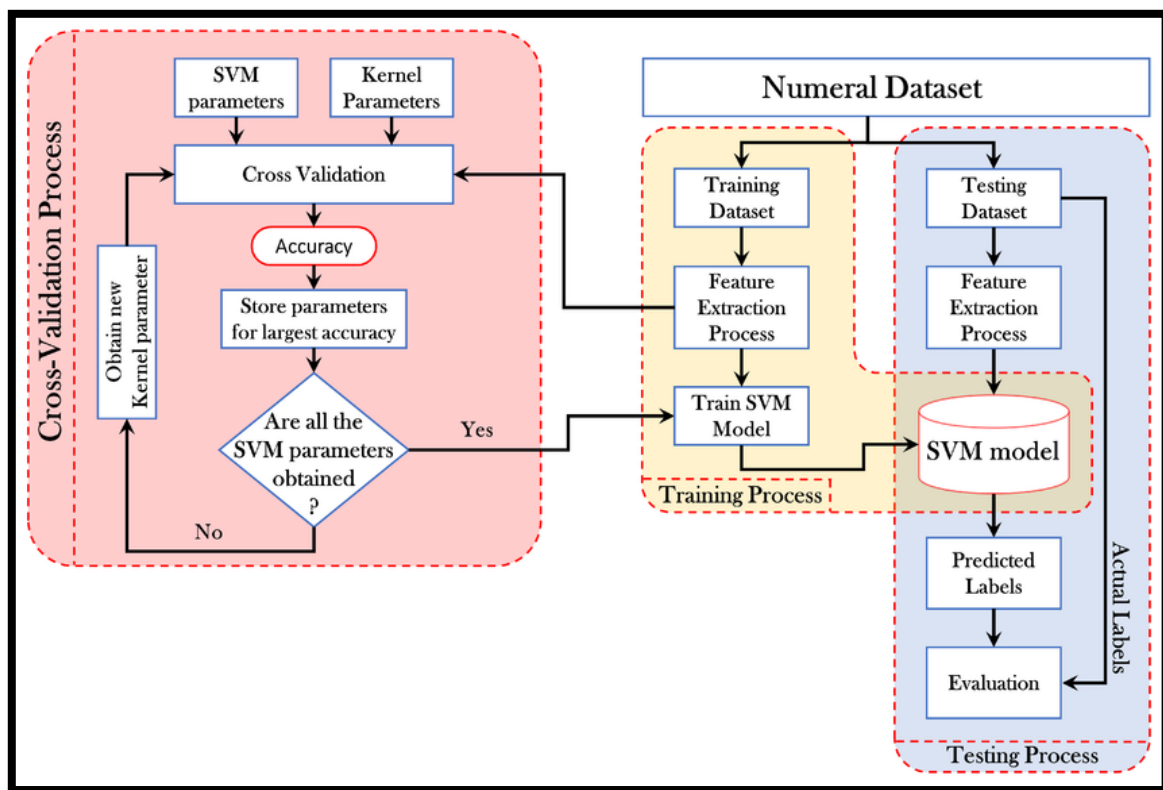 Cross-Validation Process
SVM
parameters
Kernel
Parameters
Cross Validation
Accuracy
Store parameters
for largest accuracy
Obtain new
Kernel parameter
Are all the
SVM parameters
obtained
?
No
Yes
Numeral Dataset
Training
Dataset
Feature
Extraction
Process
Train SVM
Model
Training Process
Testing
Dataset
Feature
Extraction
Process
SVM model
Predicted
Labels
Evaluation
Actual Labels
Testing Process